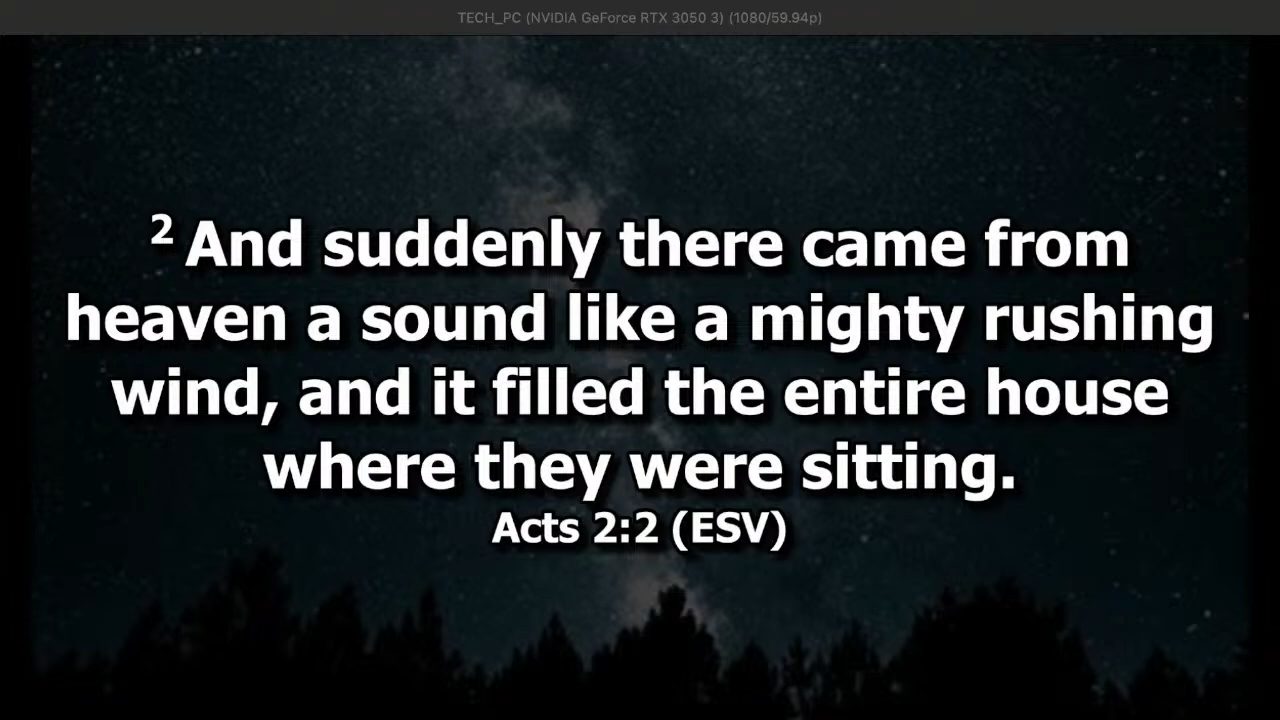 TECH_PC (NVIDIA GeForce RTX 3050 3) (1080/59.94p)
2 And suddenly there came from
heaven a sound like a mighty rushing
wind, and it filled the entire house
where they were sitting.
Acts 2:2 (ESV)